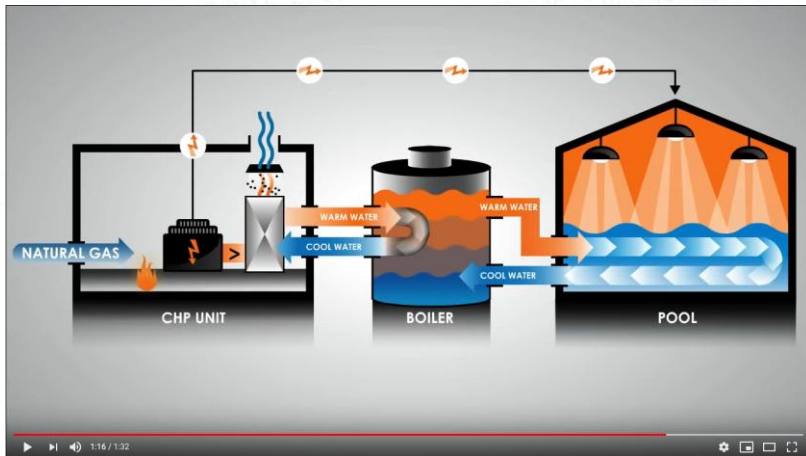 NATURAL GAS
>
WARM WATER
COOL WATER
WARM WATER
COOL WATER
CHP UNIT
BOILER
POOL
1:16 / 1:32